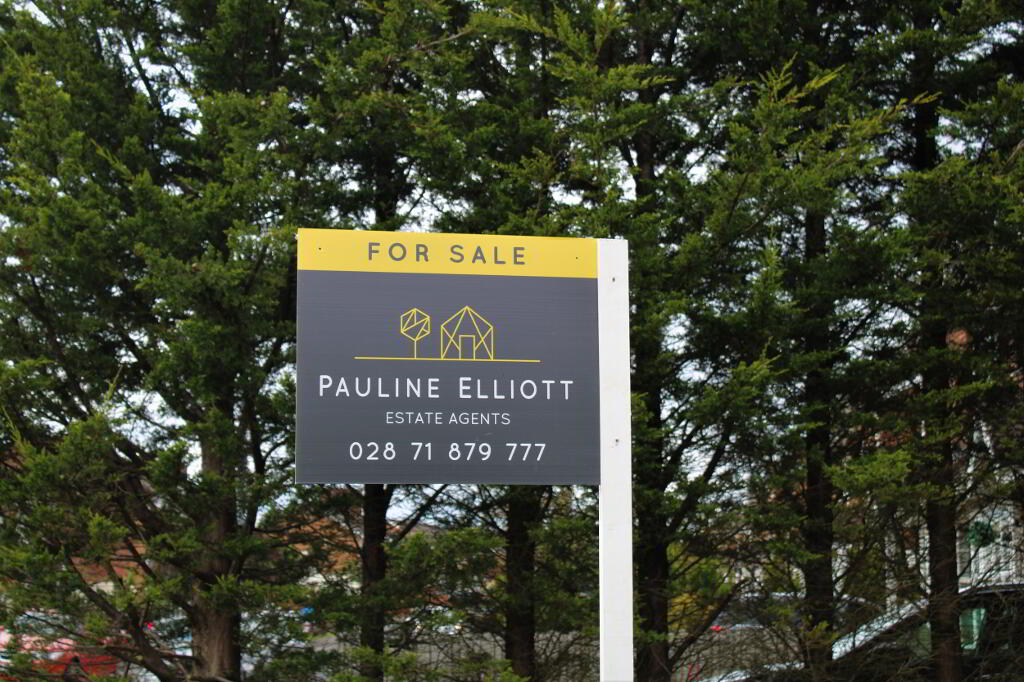 FOR SALE
PAULINE ELLIOTT
ESTATE AGENTS
028 71 879 777